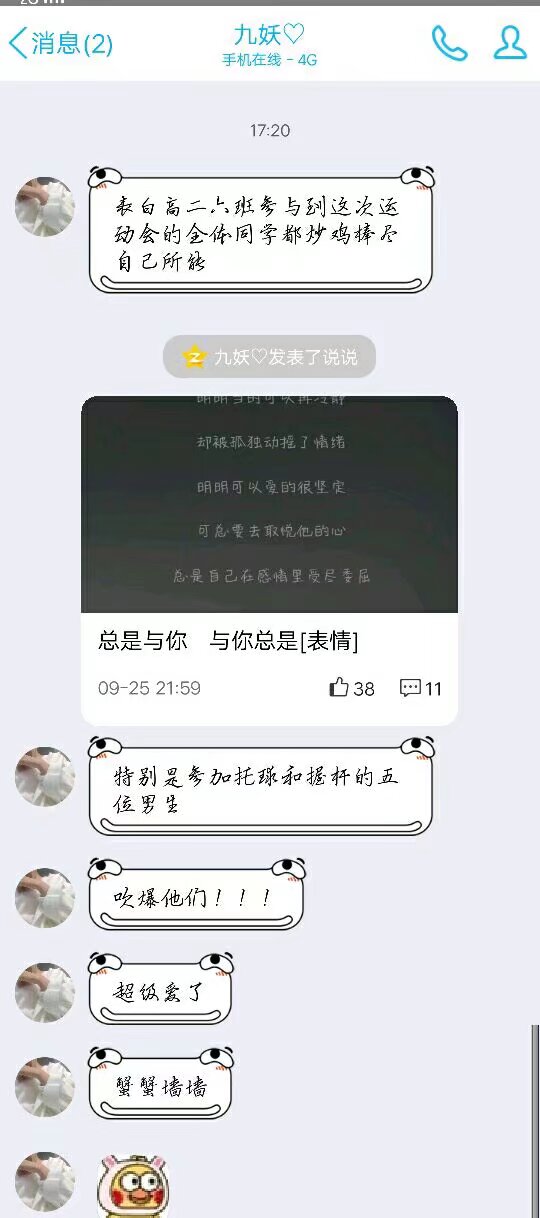 消息(2)
九妖♡
手机在线 - 4G
17:20
表白高二六班参与到这次运
动会的全体同学都炒鸡棒尽
自己所能
九妖♡发表了说说
明明当时可以再冷静
却被孤独动摇了情绪
明明可以爱的很坚定
可总要去取悦他的心
总是自己在感情里受尽委屈
总是与你 与你总是[表情]
09-25 21:59
38
11
特别是参加托球和握杆的五
位男生
吹爆他们！！！
超级爱了
蟹蟹墙墙